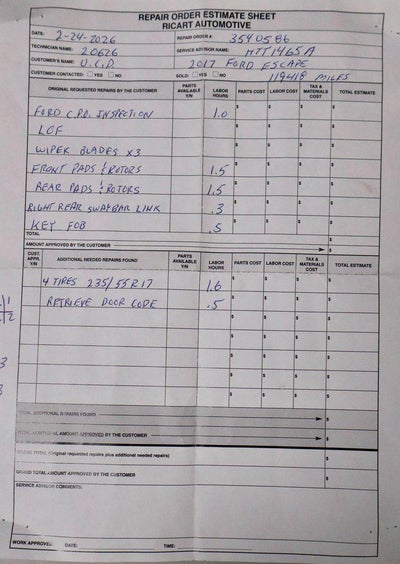 REPAIR ORDER ESTIMATE SHEET
RICART AUTOMOTIVE
DATE: 2-24-2026 REPAIR ORDER #: 3540586
TECHNICIAN NAME: 20626 SERVICE ADVISOR NAME: MTT1465A
CUSTOMER'S NAME: U.C.D. 2017 FORD ESCAPE
CUSTOMER CONTACTED: YES NO SOLD: YES NO 119418 MILES
ORIGINAL REQUESTED REPAIRS BY THE CUSTOMER PARTS AVAILABLE Y/N LABOR HOURS PARTS COST LABOR COST TAX & MATERIALS COST TOTAL ESTIMATE
FORD C.P.O. INSPECTION 1.0 $ $ $ $
LOF $ $ $ $
WIPER BLADES x3 $ $ $ $
FRONT PADS & ROTORS 1.5 $ $ $ $
REAR PADS & ROTORS 1.5 $ $ $ $
RIGHT REAR SWAYBAR LINK .3 $ $ $ $
KEY FOB .5 $ $ $ $
TOTAL $
AMOUNT APPROVED BY THE CUSTOMER $
CUST. APPR. Y/N ADDITIONAL NEEDED REPAIRS FOUND PARTS AVAILABLE Y/N LABOR HOURS PARTS COST LABOR COST TAX & MATERIALS COST TOTAL ESTIMATE
4 TIRES 235/55R17 1.6 $ $ $ $
RETRIEVE DOOR CODE .5 $ $ $ $
$ $ $ $
$ $ $ $
$ $ $ $
$ $ $ $
$ $ $ $
TOTAL ADDITIONAL REPAIRS FOUND $
TOTAL ADDITIONAL AMOUNT APPROVED BY THE CUSTOMER $
GRAND TOTAL (Original requested repairs plus additional needed repairs) $
GRAND TOTAL AMOUNT APPROVED BY THE CUSTOMER $
SERVICE ADVISOR COMMENTS:
WORK APPROVED: DATE: TIME: